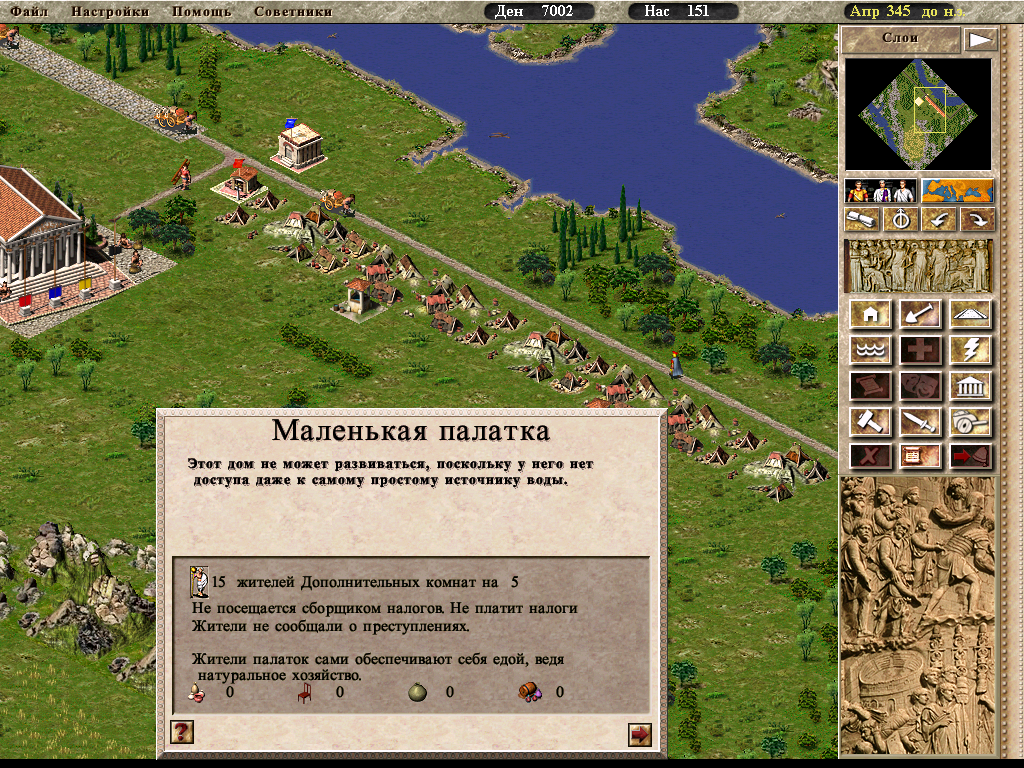 Файл Настройки Помощь Советники Ден 7002 Нас 151 Апр 345 до н.э.
Слои
Маленькая палатка
Этот дом не может развиваться, поскольку у него нет
доступа даже к самому простому источнику воды.
15 жителей Дополнительных комнат на 5
Не посещается сборщиком налогов. Не платит налоги
Жители не сообщали о преступлениях.
Жители палаток сами обеспечивают себя едой, ведя
натуральное хозяйство.
0 0 0 0
?